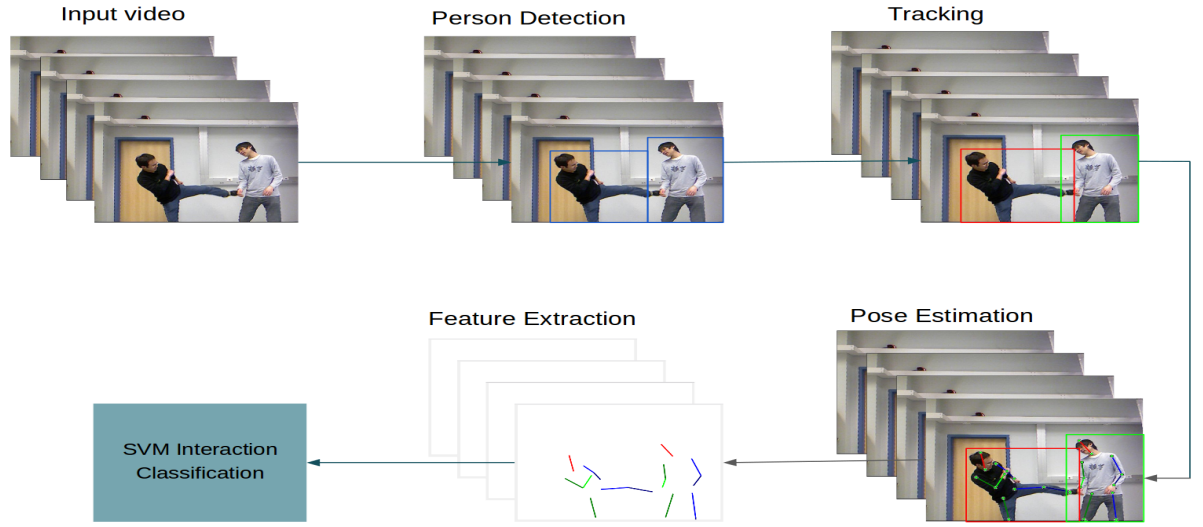 Input video
Person Detection
Tracking
Feature Extraction
Pose Estimation
SVM Interaction
Classification